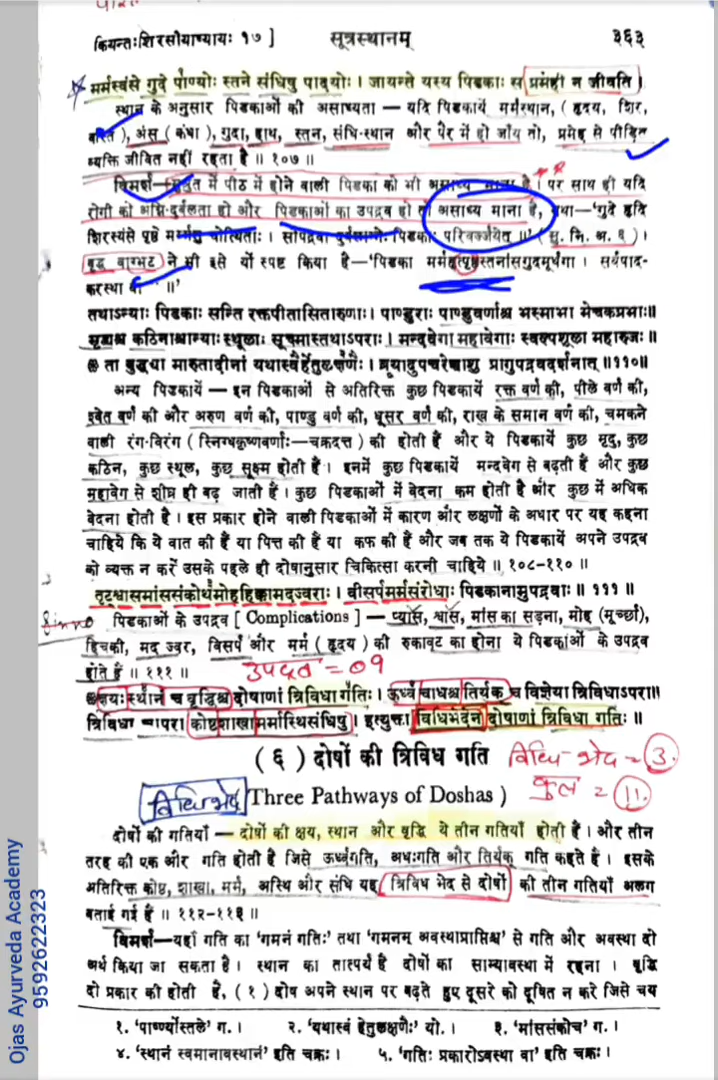 कियन्तःशिरसीयाध्यायः १७ ] सूत्रस्थानम् ३६३
मर्मस्वंसे गुदे पाण्योः स्तने संधिषु पादयोः । जायन्ते यस्य पिडकाः स प्रमेही न जीवति ।
स्थान के अनुसार पिडकाओं की असाध्यता — यदि पिडकायें मर्मस्थान, ( हृदय, शिर,
बस्ति ), अंस ( कंधा ), गुदा, हाथ, स्तन, संधि-स्थान और पैर में हो जाँय तो, प्रमेह से पीड़ित
व्यक्ति जीवित नहीं रहता है ॥ १०७ ॥
विमर्श— में पीठ में होने वाली पिडका को भी असाध्य माना है । पर साथ ही यदि
रोगी को अग्नि-दुर्बलता हो और पिडकाओं का उपद्रव हो तो असाध्य माना है, यथा—'गुदे हृदि
शिरस्यंसे पृष्ठे मर्मसु चोत्थिताः । सोपद्रवा पिडकाः परिवर्ज्जयेत् ॥' ( सु. नि. अ. ६ ) ।
वृद्ध वाग्भट ने भी इसे यों स्पष्ट किया है—'पिडका मर्महृत्पृष्ठस्तनांसगुदमूर्धगा । सर्वपाद-
करस्था वा ॥'
तथाऽन्याः पिडकाः सन्ति रक्तपीतासितारुणाः । पाण्डुराः पाण्डुवर्णाश्च भस्माभा मेचकप्रभाः॥
मृद्व्यश्च कठिनाश्चान्याः स्थूलाः सूक्ष्मास्तथाऽपराः । मन्दवेगा महावेगाः स्वल्पशूला महारुजः ॥
ता बुद्ध्वा मारुतादीनां यथास्वैर्हेतुलक्षणैः । ब्रूयादुपचरेच्चाशु प्रागुपद्रवदर्शनात् ॥११०॥
अन्य पिडकायें — इन पिडकाओं से अतिरिक्त कुछ पिडकायें रक्त वर्ण की, पीले वर्ण की,
श्वेत वर्ण की और अरुण वर्ण की, पाण्डु वर्ण की, धूसर वर्ण की, राख के समान वर्ण की, चमकने
वाली रंग-विरंग ( स्निग्धकृष्णवर्णाः—चक्रदत्त ) की होती हैं और ये पिडकायें कुछ मृदु, कुछ
कठिन, कुछ स्थूल, कुछ सूक्ष्म होती हैं । इनमें कुछ पिडकायें मन्दवेग से बढ़ती हैं और कुछ
महावेग से शीघ्र ही बढ़ जाती हैं । कुछ पिडकाओं में वेदना कम होती है और कुछ में अधिक
वेदना होती है । इस प्रकार होने वाली पिडकाओं में कारण और लक्षणों के अधार पर यह कहना
चाहिये कि ये वात की हैं या पित्त की हैं या कफ की हैं और जब तक ये पिडकायें अपने उपद्रव
को व्यक्त न करें उसके पहले ही दोषानुसार चिकित्सा करनी चाहिये ॥ १०८-११० ॥
तृट्श्वासमांससंकोथमोहहिक्कामदज्वराः । वीसर्पमर्मसंरोधाः पिडकानामुपद्रवाः ॥ १११ ॥
पिडकाओं के उपद्रव [ Complications ] — प्यास, श्वास, मांस का सड़ना, मोह (मूर्च्छा),
हिचकी, मद ज्वर, विसर्प और मर्म ( हृदय ) की रुकावट का होना ये पिडकाओं के उपद्रव
होते हैं ॥ १११ ॥ उपद्रव = ०९
क्षयः स्थानं च वृद्धिश्च दोषाणां त्रिविधा गतिः । ऊर्ध्वं चाधश्च तिर्यक् च विज्ञेया त्रिविधाऽपरा॥
त्रिविधा चापरा कोष्ठशाखामर्मास्थिसंधिषु । इत्युक्ता विधिभेदेन दोषाणां त्रिविधा गतिः ॥
( ६ ) दोषों की त्रिविध गति विधि-भेद = ३
विधिभेद Three Pathways of Doshas ) कुल = 11
दोषों की गतियाँ — दोषों की क्षय, स्थान और वृद्धि ये तीन गतियाँ होती हैं । और तीन
तरह की एक और गति होती है जिसे ऊर्ध्वगति, अधःगति और तिर्यक् गति कहते हैं । इसके
अतिरिक्त कोष्ठ, शाखा, मर्म, अस्थि और संधि यह त्रिविध भेद से दोषों की तीन गतियाँ अलग
बताई गई हैं ॥ ११२-११३ ॥
विमर्श—यहाँ गति का 'गमनं गतिः' तथा 'गमनम् अवस्थाप्राप्तिश्च' से गति और अवस्था दो
अर्थ किया जा सकता है । स्थान का तात्पर्य है दोषों का साम्यावस्था में रहना । वृद्धि
दो प्रकार की होती है, ( १ ) दोष अपने स्थान पर बढ़ते हुए दूसरे को दूषित न करे जिसे चय
१. 'पाण्योस्तले' ग. । २. 'यथास्वं हेतुलक्षणैः' यो. । ३. 'मांससंकोच' ग. ।
४. 'स्थानं स्वमानावस्थानं' इति चक्रः । ५. 'गतिः प्रकारोऽवस्था वा' इति चक्रः ।
Ojas Ayurveda Academy
9592622323